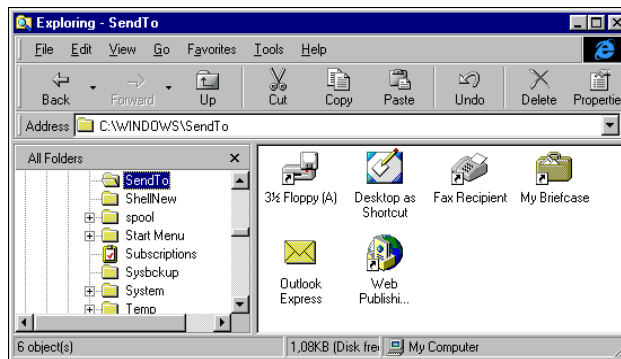 Exploring - SendTo
File Edit View Go Favorites Tools Help
Back Forward Up Cut Copy Paste Undo Delete Propertie
Address C:\WINDOWS\SendTo
All Folders
SendTo
ShellNew
spool
Start Menu
Subscriptions
Sysbckup
System
Temp
3½ Floppy (A)
Desktop as
Shortcut
Fax Recipient
My Briefcase
Outlook
Express
Web
Publishi...
6 object(s) 1,08KB (Disk fre My Computer